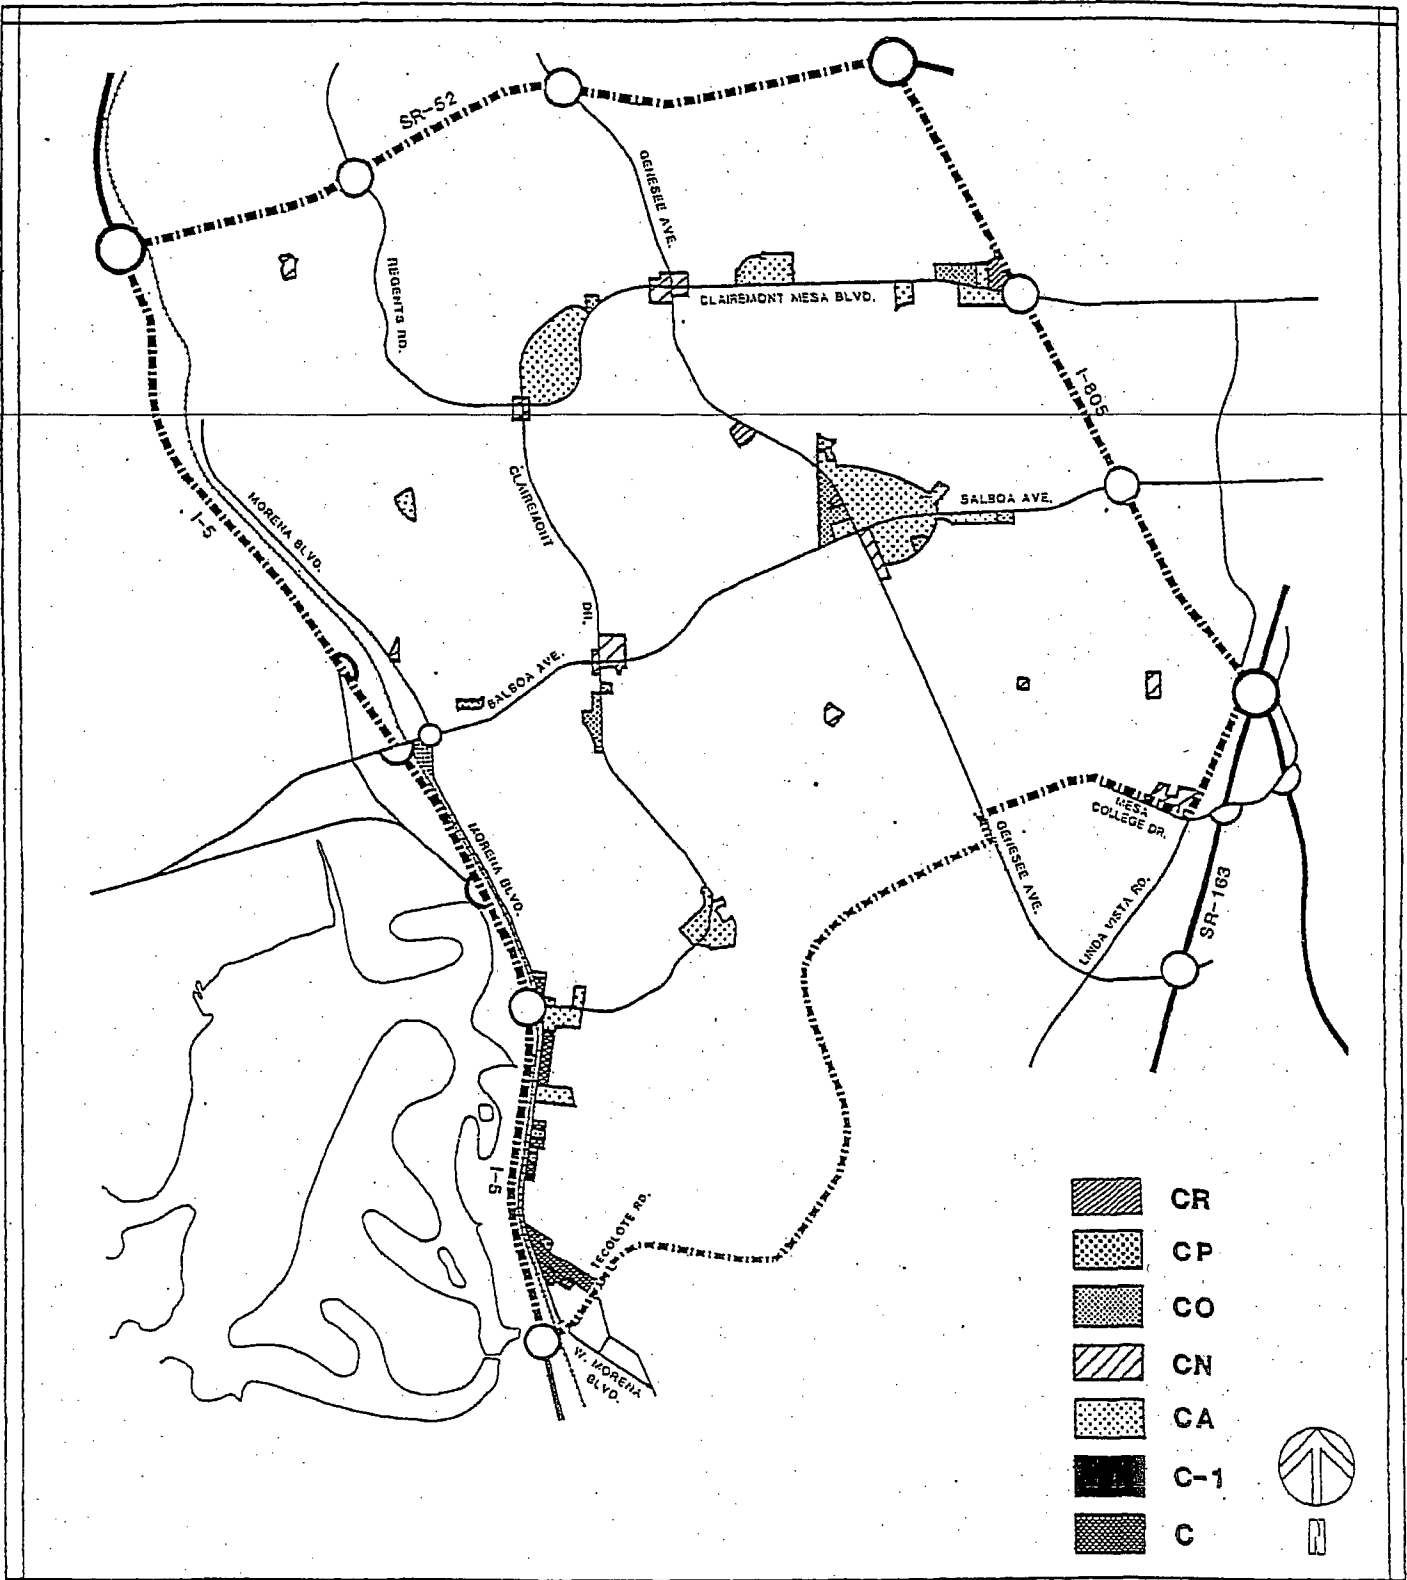 SR-52
GENESEE AVE.
REGENTS RD.
CLAIREMONT MESA BLVD.
I-805
MORENA BLVD.
I-5
CLAIREMONT
DR.
BALBOA AVE.
BALBOA AVE.
MESA
COLLEGE DR.
MORENA BLVD.
GENESEE AVE.
LINDA VISTA RD.
SR-163
I-5
TECOLOTE RD.
W. MORENA
BLVD.
CR
CP
CO
CN
CA
C-1
C
N